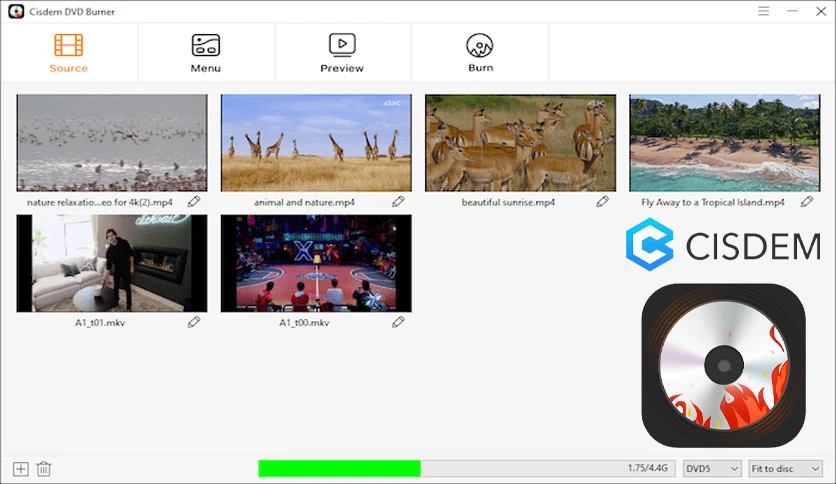 Cisdem DVD Burner
Source
Menu
Preview
Burn
4K
nature relaxatio...eo for 4k(2).mp4
animal and nature.mp4
beautiful sunrise.mp4
Fly Away to a Tropical Island.mp4
A1_t01.mkv
A1_t00.mkv
CISDEM
1.75/4.4G
DVD5
Fit to disc